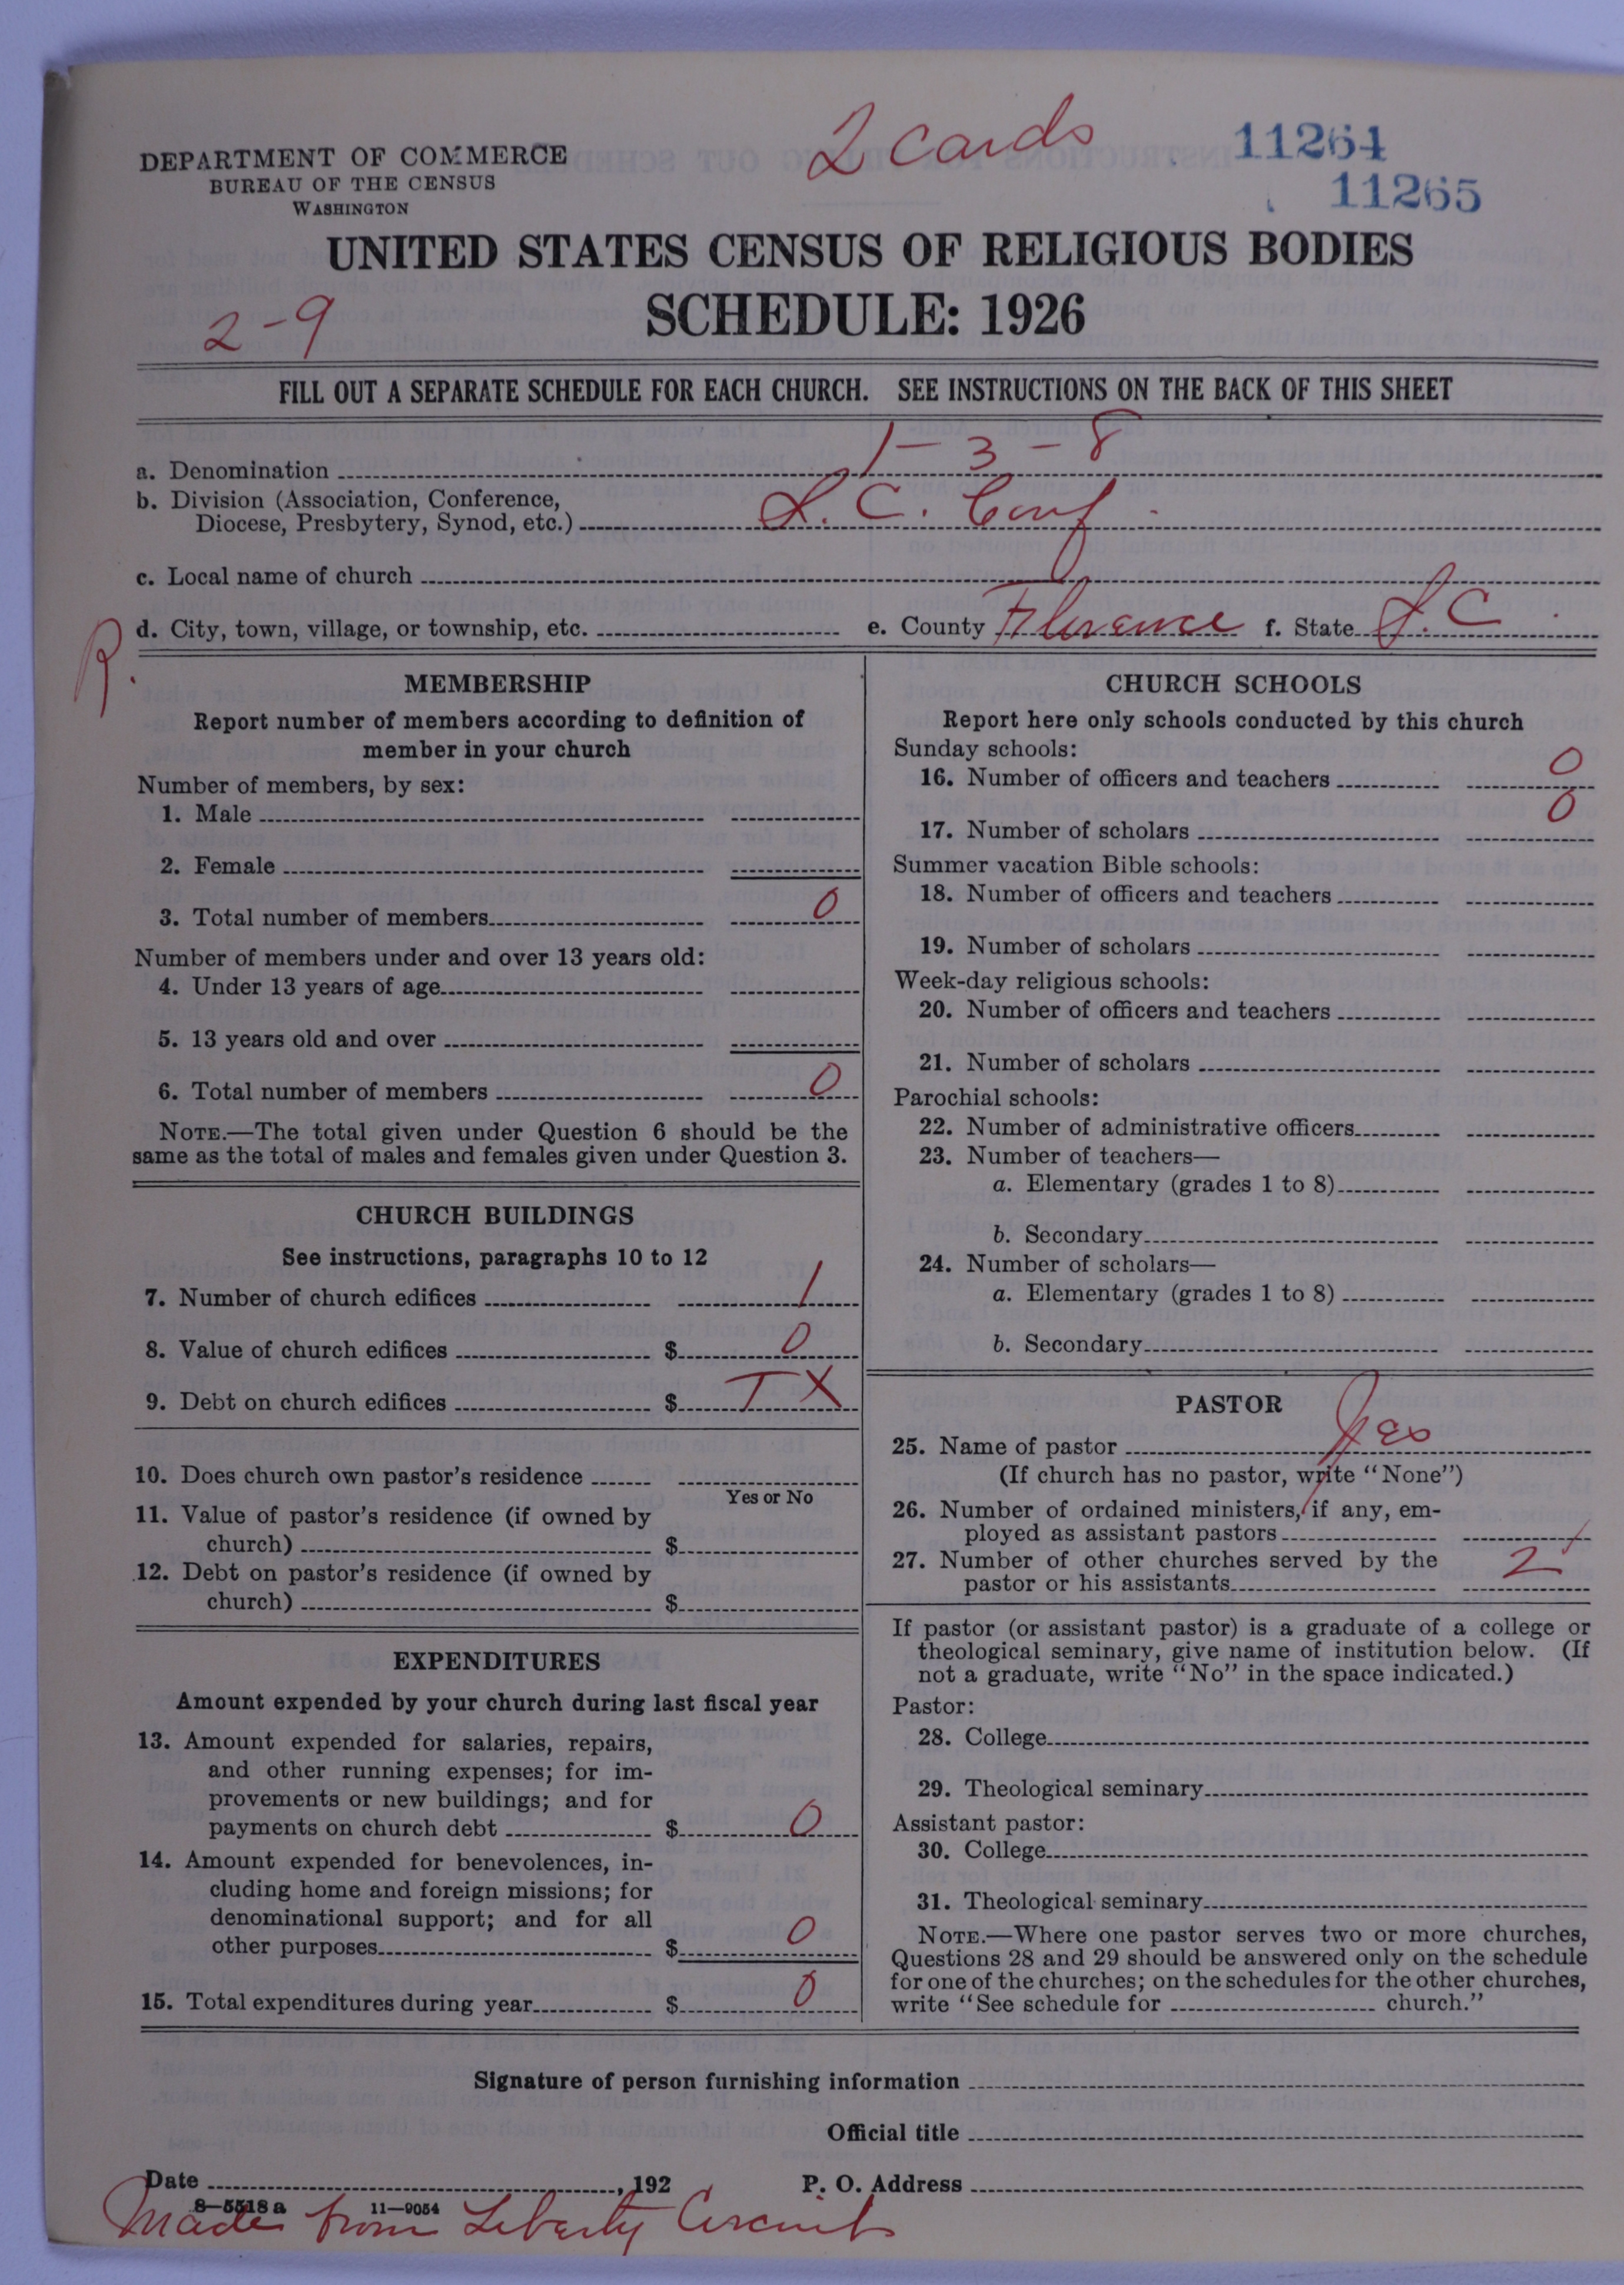 2 cards
11264
11265
DEPARTMENT OF COMMERCE
BUREAU OF THE CENSUS
WASHINGTON
UNITED STATES CENSUS OF RELIGIOUS BODIES
SCHEDULE: 1926
2-9
FILL OUT A SEPARATE SCHEDULE FOR EACH CHURCH. SEE INSTRUCTIONS ON THE BACK OF THIS SHEET
a. Denomination 1-3-8
b. Division (Association, Conference,
Diocese, Presbytery, Synod, etc.) S. C. Conf.
c. Local name of church
R. d. City, town, village, or township, etc. e. County Florence f. State S.C.
MEMBERSHIP
Report number of members according to definition of
member in your church
Number of members, by sex:
1. Male
2. Female
3. Total number of members 0
Number of members under and over 13 years old:
4. Under 13 years of age
5. 13 years old and over
6. Total number of members 0
NOTE.—The total given under Question 6 should be the
same as the total of males and females given under Question 3.
CHURCH BUILDINGS
See instructions, paragraphs 10 to 12
7. Number of church edifices 1
8. Value of church edifices $ 0
9. Debt on church edifices $ TX
10. Does church own pastor's residence
Yes or No
11. Value of pastor's residence (if owned by
church) $
12. Debt on pastor's residence (if owned by
church) $
EXPENDITURES
Amount expended by your church during last fiscal year
13. Amount expended for salaries, repairs,
and other running expenses; for im-
provements or new buildings; and for
payments on church debt $ 0
14. Amount expended for benevolences, in-
cluding home and foreign missions; for
denominational support; and for all
other purposes $ 0
15. Total expenditures during year $ 0
CHURCH SCHOOLS
Report here only schools conducted by this church
Sunday schools:
16. Number of officers and teachers 0
17. Number of scholars 0
Summer vacation Bible schools:
18. Number of officers and teachers
19. Number of scholars
Week-day religious schools:
20. Number of officers and teachers
21. Number of scholars
Parochial schools:
22. Number of administrative officers
23. Number of teachers—
a. Elementary (grades 1 to 8)
b. Secondary
24. Number of scholars—
a. Elementary (grades 1 to 8)
b. Secondary
PASTOR
25. Name of pastor Yes
(If church has no pastor, write "None")
26. Number of ordained ministers, if any, em-
ployed as assistant pastors
27. Number of other churches served by the
pastor or his assistants 2
If pastor (or assistant pastor) is a graduate of a college or
theological seminary, give name of institution below. (If
not a graduate, write "No" in the space indicated.)
Pastor:
28. College
29. Theological seminary
Assistant pastor:
30. College
31. Theological seminary
NOTE.—Where one pastor serves two or more churches,
Questions 28 and 29 should be answered only on the schedule
for one of the churches; on the schedules for the other churches,
write "See schedule for church."
Signature of person furnishing information
Official title
Date , 192 P. O. Address
8—5518 a 11—9054
Made from Liberty Circuit